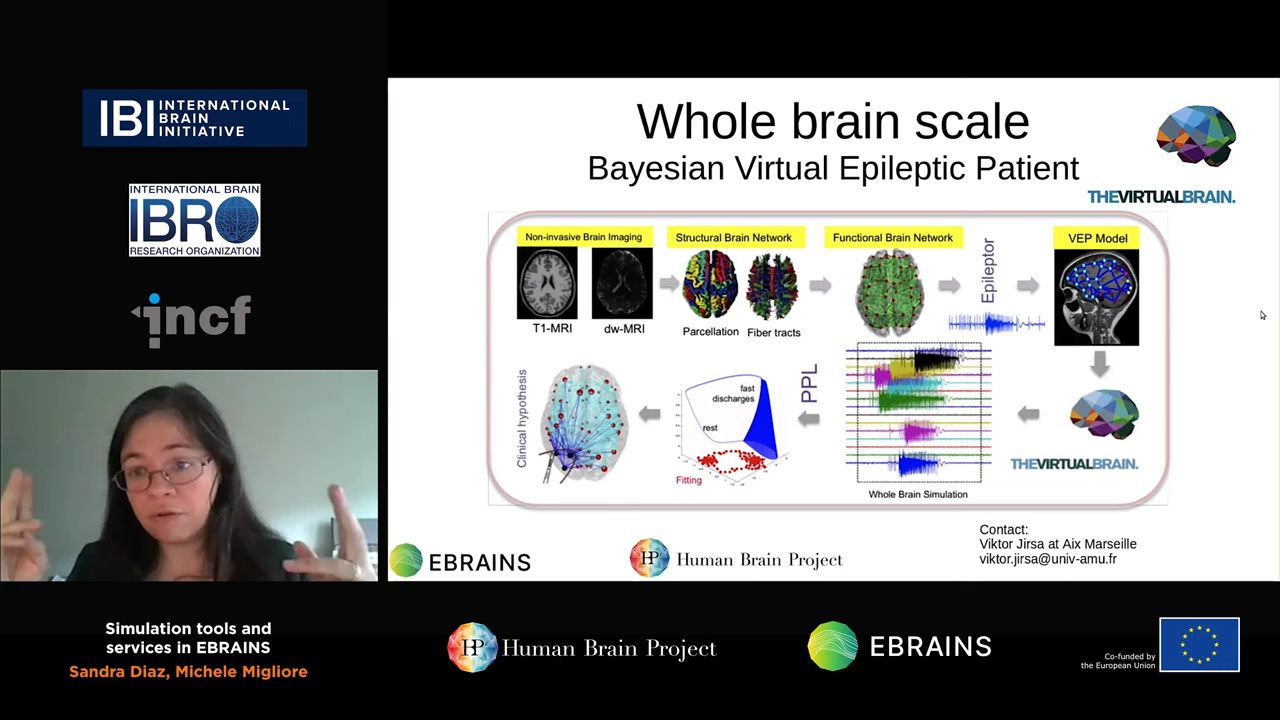 IBI INTERNATIONAL
BRAIN
INITIATIVE
INTERNATIONAL BRAIN
IBRO
RESEARCH ORGANIZATION
incf
Simulation tools and
services in EBRAINS
Sandra Diaz, Michele Migliore
Whole brain scale
Bayesian Virtual Epileptic Patient
THEVIRTUALBRAIN.
Non-invasive Brain Imaging
Structural Brain Network
Functional Brain Network
Epileptor
VEP Model
T1-MRI
dw-MRI
Parcellation
Fiber tracts
Clinical hypothesis
fast
discharges
rest
Fitting
PPL
Whole Brain Simulation
THEVIRTUALBRAIN.
Contact:
Viktor Jirsa at Aix Marseille
viktor.jirsa@univ-amu.fr
EBRAINS
HBP Human Brain Project
HBP Human Brain Project
EBRAINS
Co-funded by
the European Union